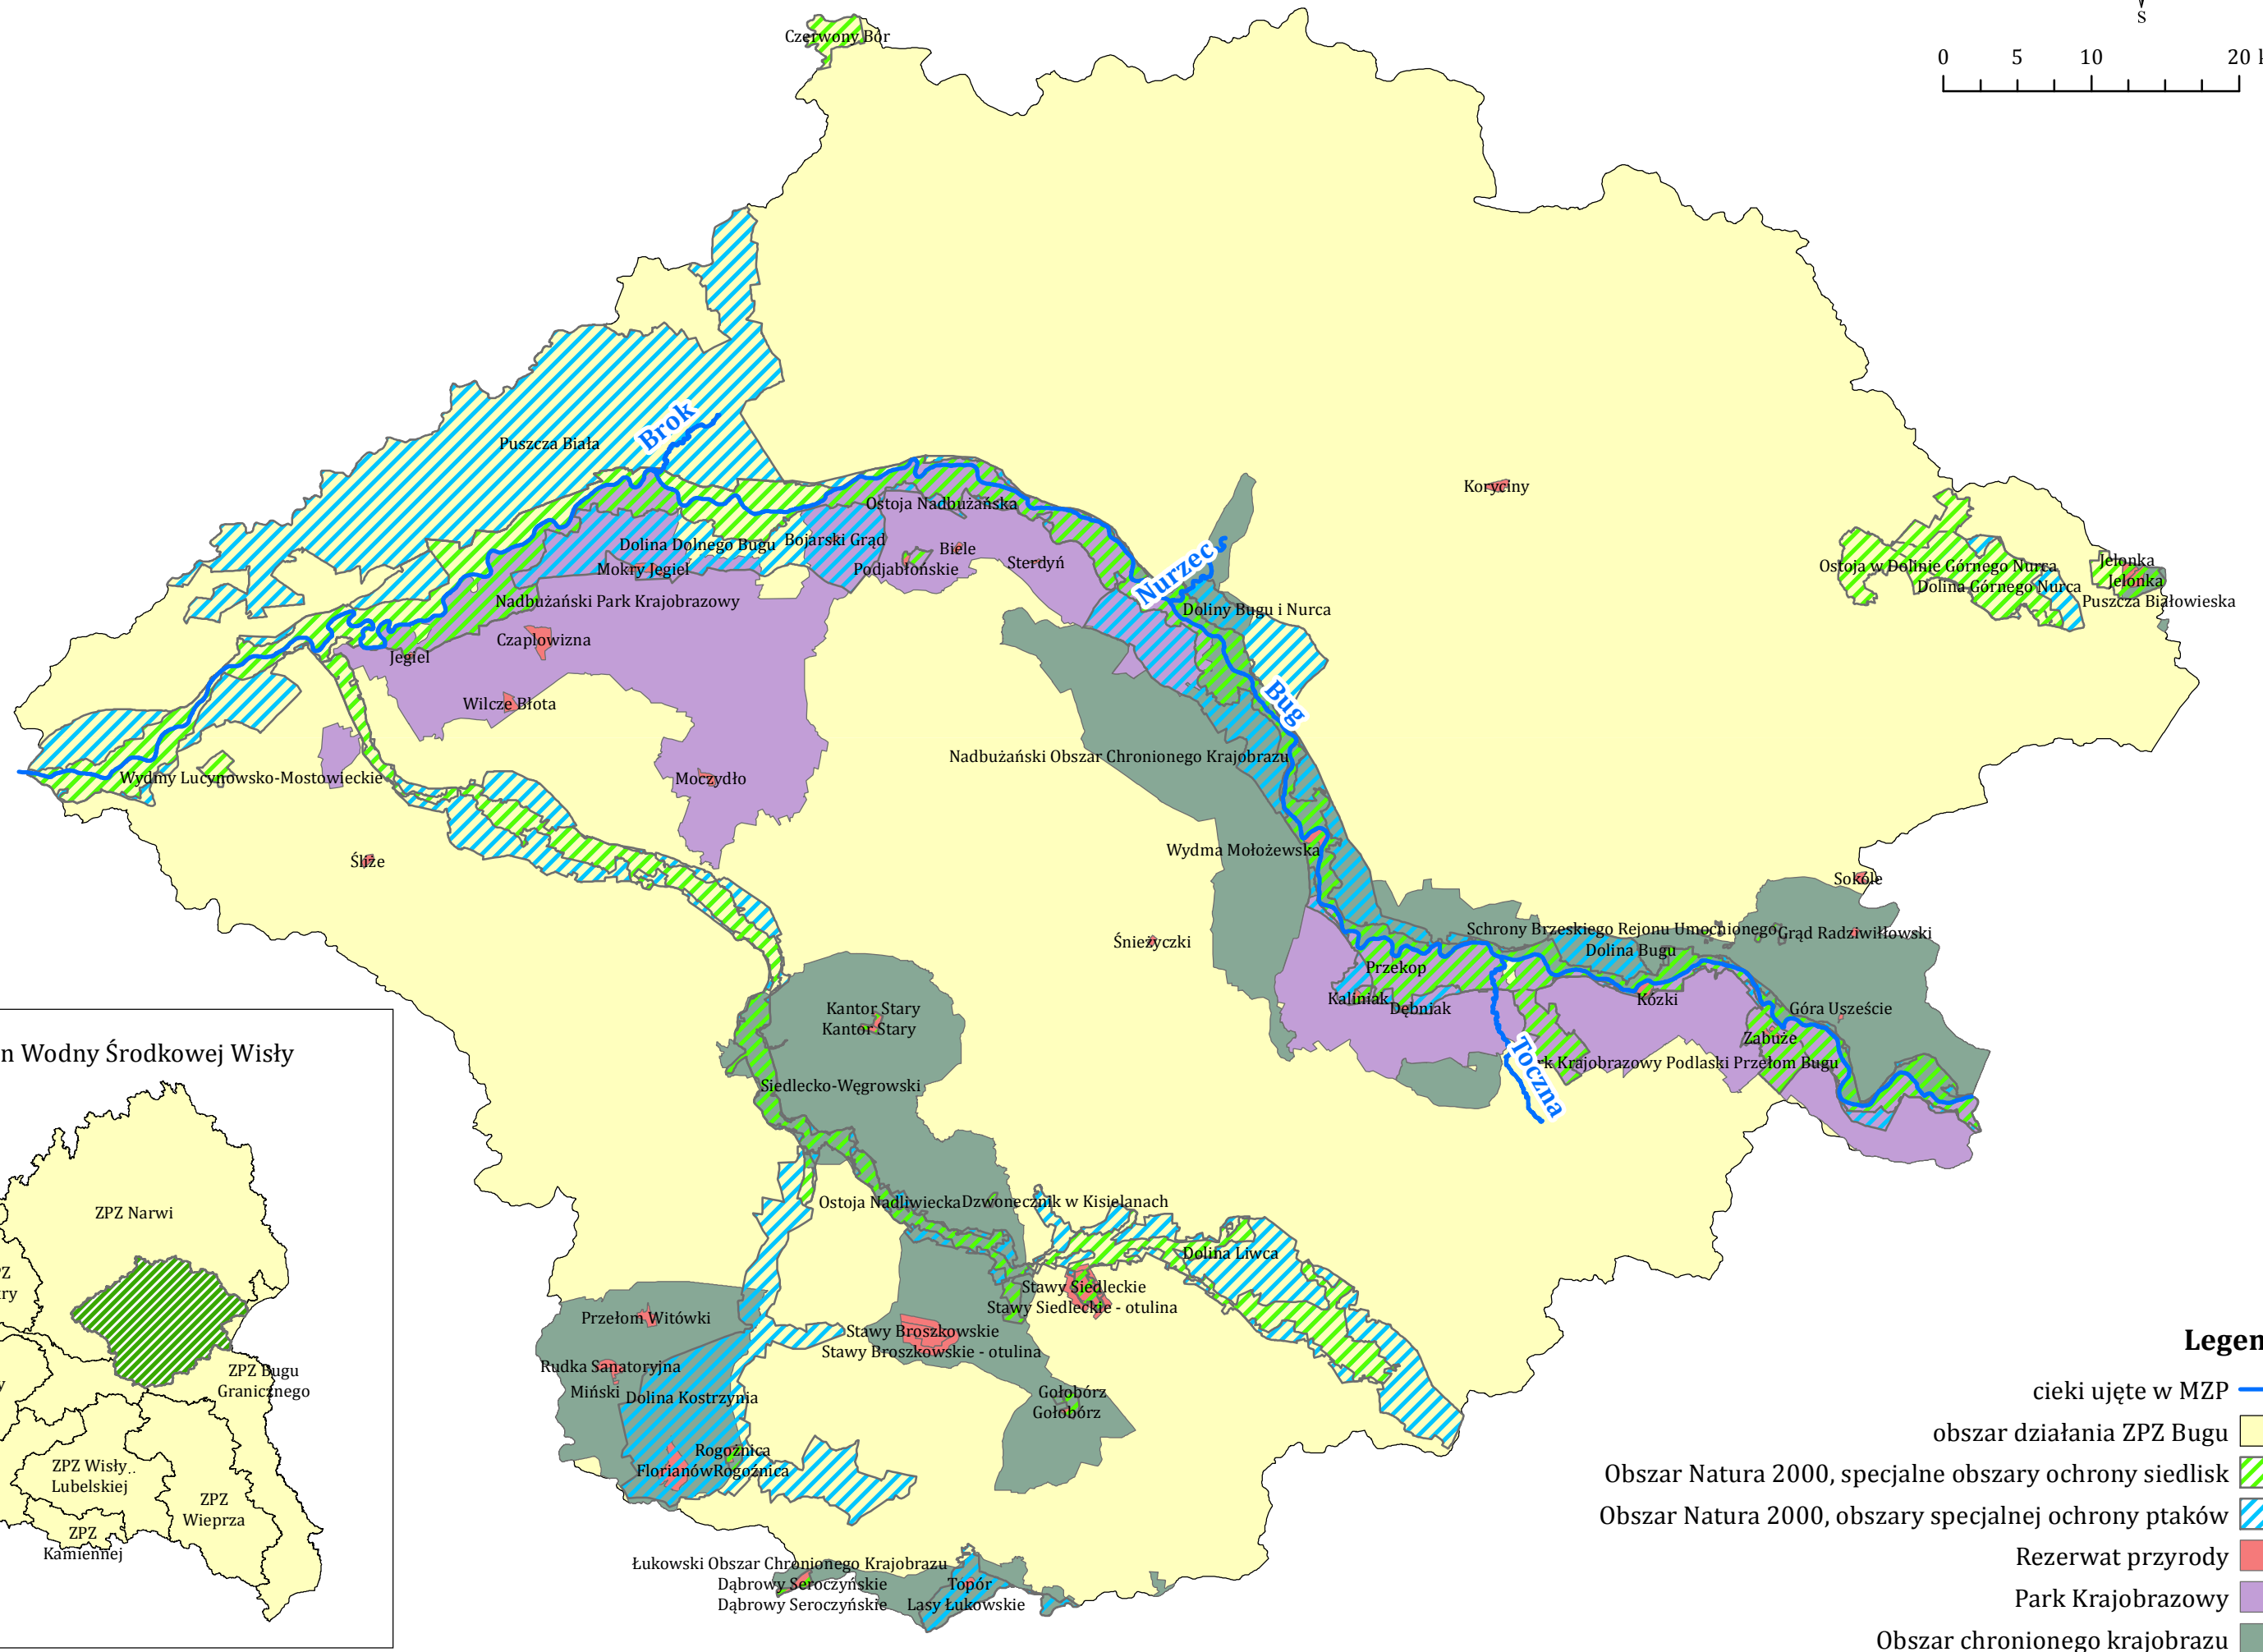 S
0 5 10 20
Czerwony Bór
Brok
Puszcza Biała
Koryciny
Ostoja Nadbużańska
Dolina Dolnego Bugu
Bojarski Grąd
Biele
Podjabłońskie
Sterdyń
Mokry Jegiel
Nurzec
Jelonka
Ostoja w Dolinie Górnego Nurca
Jelonka
Dolina Górnego Nurca
Puszcza Białowieska
Nadbużański Park Krajobrazowy
Doliny Bugu i Nurca
Czaplowizna
Jegiel
Wilcze Błota
Bug
Nadbużański Obszar Chronionego Krajobrazu
Wydmy Lucynowsko-Mostowieckie
Moczydło
Śliże
Wydma Mołożewska
Sokóle
Schrony Brzeskiego Rejonu Umocnionego
Grąd Radziwiłłowski
Śnieżyczki
Dolina Bugu
Przekop
Kaliniak
Dębniak
Kózki
Góra Uszeście
Kantor Stary
Kantor Stary
Zabuże
Toczna
rk Krajobrazowy Podlaski Przełom Bugu
Siedlecko-Węgrowski
Ostoja Nadliwiecka
Dzwonecznik w Kisielanach
Dolina Liwca
Stawy Siedleckie
Stawy Siedleckie - otulina
Przełom Witówki
Stawy Broszkowskie
Stawy Broszkowskie - otulina
Rudka Sanatoryjna
Miński
Dolina Kostrzynia
Gołobórz
Gołobórz
Rogoźnica
Florianów
Rogoźnica
Łukowski Obszar Chronionego Krajobrazu
Dąbrowy Seroczyńskie
Topór
Dąbrowy Seroczyńskie
Lasy Łukowskie
n Wodny Środkowej Wisły
ZPZ Narwi
Z
ry
y
ZPZ Bugu
Granicznego
ZPZ Wisły
Lubelskiej
ZPZ
Wieprza
ZPZ
Kamiennej
Legen
cieki ujęte w MZP
obszar działania ZPZ Bugu
Obszar Natura 2000, specjalne obszary ochrony siedlisk
Obszar Natura 2000, obszary specjalnej ochrony ptaków
Rezerwat przyrody
Park Krajobrazowy
Obszar chronionego krajobrazu